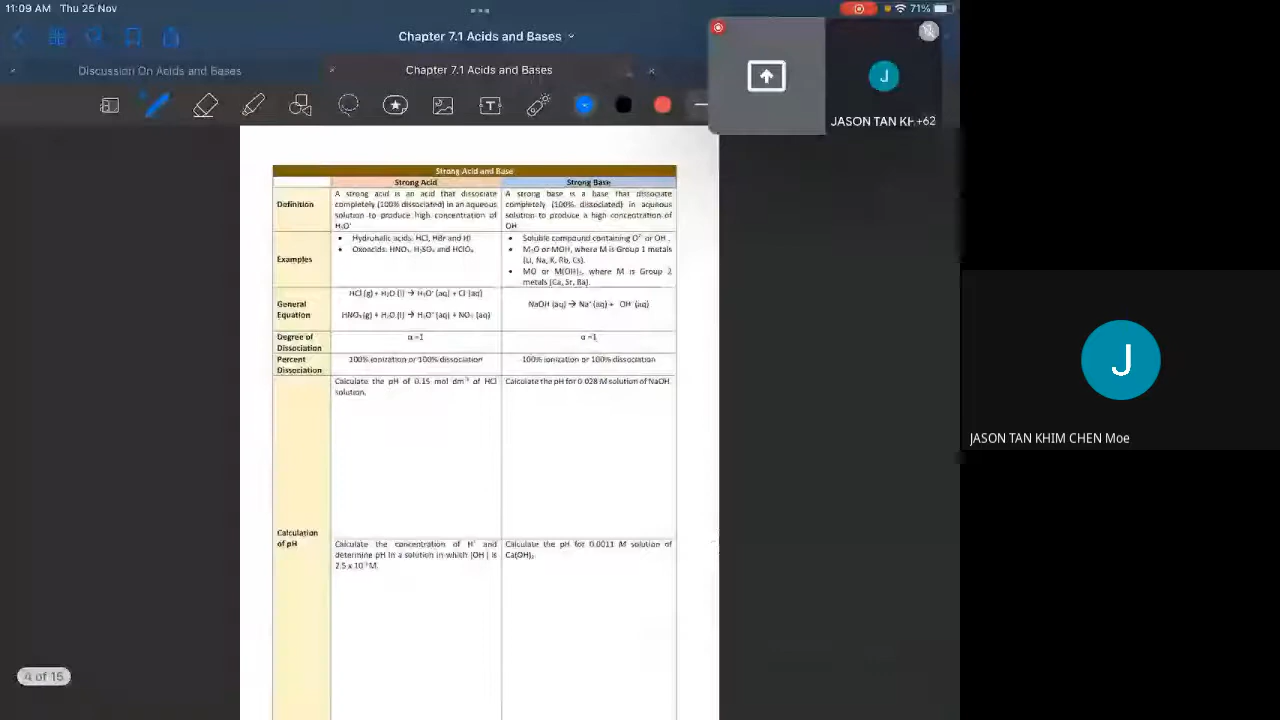 11:09 AM Thu 25 Nov
71%
Chapter 7.1 Acids and Bases
Discussion On Acids and Bases
Chapter 7.1 Acids and Bases
J
JASON TAN KH
+62
Strong Acid and Base
Strong Acid
Strong Base
Definition
A strong acid is an acid that dissociate
completely (100% dissociated) in an aqueous
solution to produce high concentration of
H₃O⁺
A strong base is a base that dissociate
completely (100% dissociated) in aqueous
solution to produce a high concentration of
OH
Examples
• Hydrohalic acids: HCl, HBr and HI
• Oxoacids: HNO₃, H₂SO₄ and HClO₄
• Soluble compound containing O²⁻ or OH⁻.
• M₂O or MOH, where M is Group 1 metals
(Li, Na, K, Rb, Cs).
• MO or M(OH)₂, where M is Group 2
metals (Ca, Sr, Ba).
General
Equation
HCl (g) + H₂O (l) → H₃O⁺ (aq) + Cl⁻ (aq)
HNO₃ (g) + H₂O (l) → H₃O⁺ (aq) + NO₃⁻ (aq)
NaOH (aq) → Na⁺ (aq) + OH⁻ (aq)
Degree of
Dissociation
α =1
α =1
Percent
Dissociation
100% ionization or 100% dissociation
100% ionization or 100% dissociation
Calculation
of pH
Calculate the pH of 0.15 mol dm⁻³ of HCl
solution.
Calculate the pH for 0.028 M solution of NaOH.
Calculate the concentration of H⁺ and
determine pH in a solution in which [OH⁻] is
2.5 x 10 M.
Calculate the pH for 0.0011 M solution of
Ca(OH)₂
4 of 15
J
JASON TAN KHIM CHEN Moe